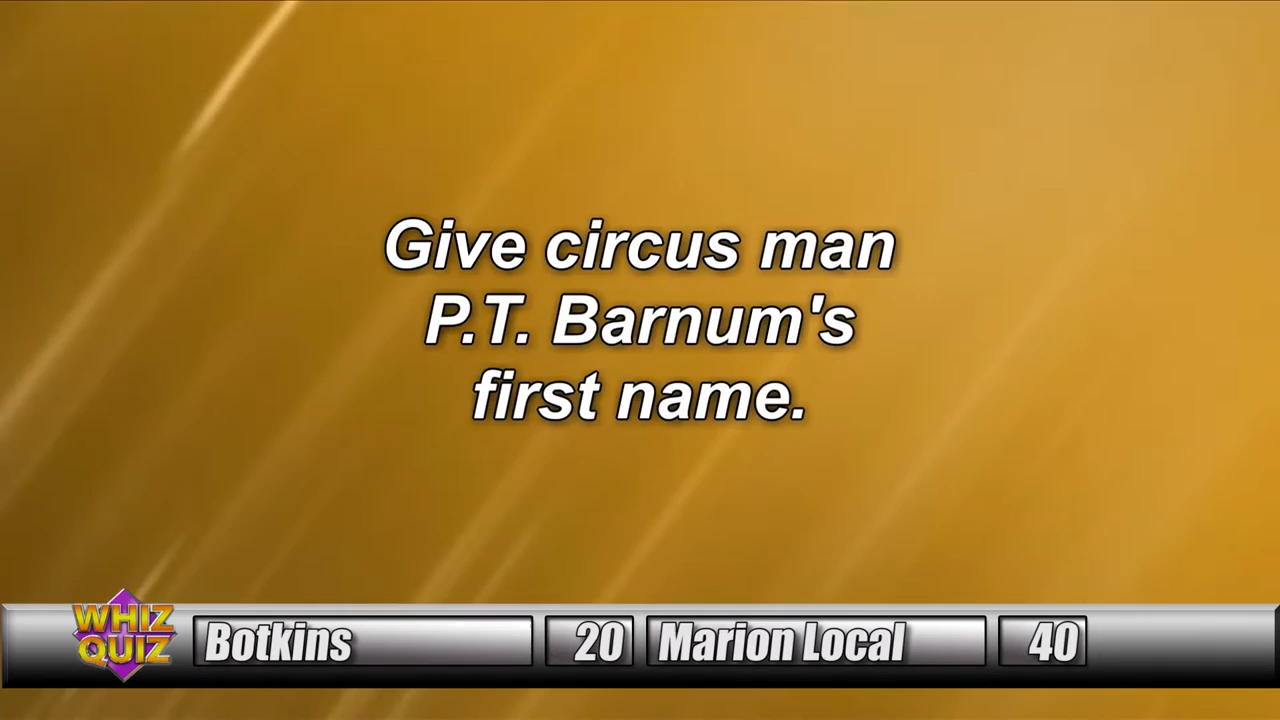 Give circus man
P.T. Barnum's
first name.
WHIZ
QUIZ
Botkins 20 Marion Local 40